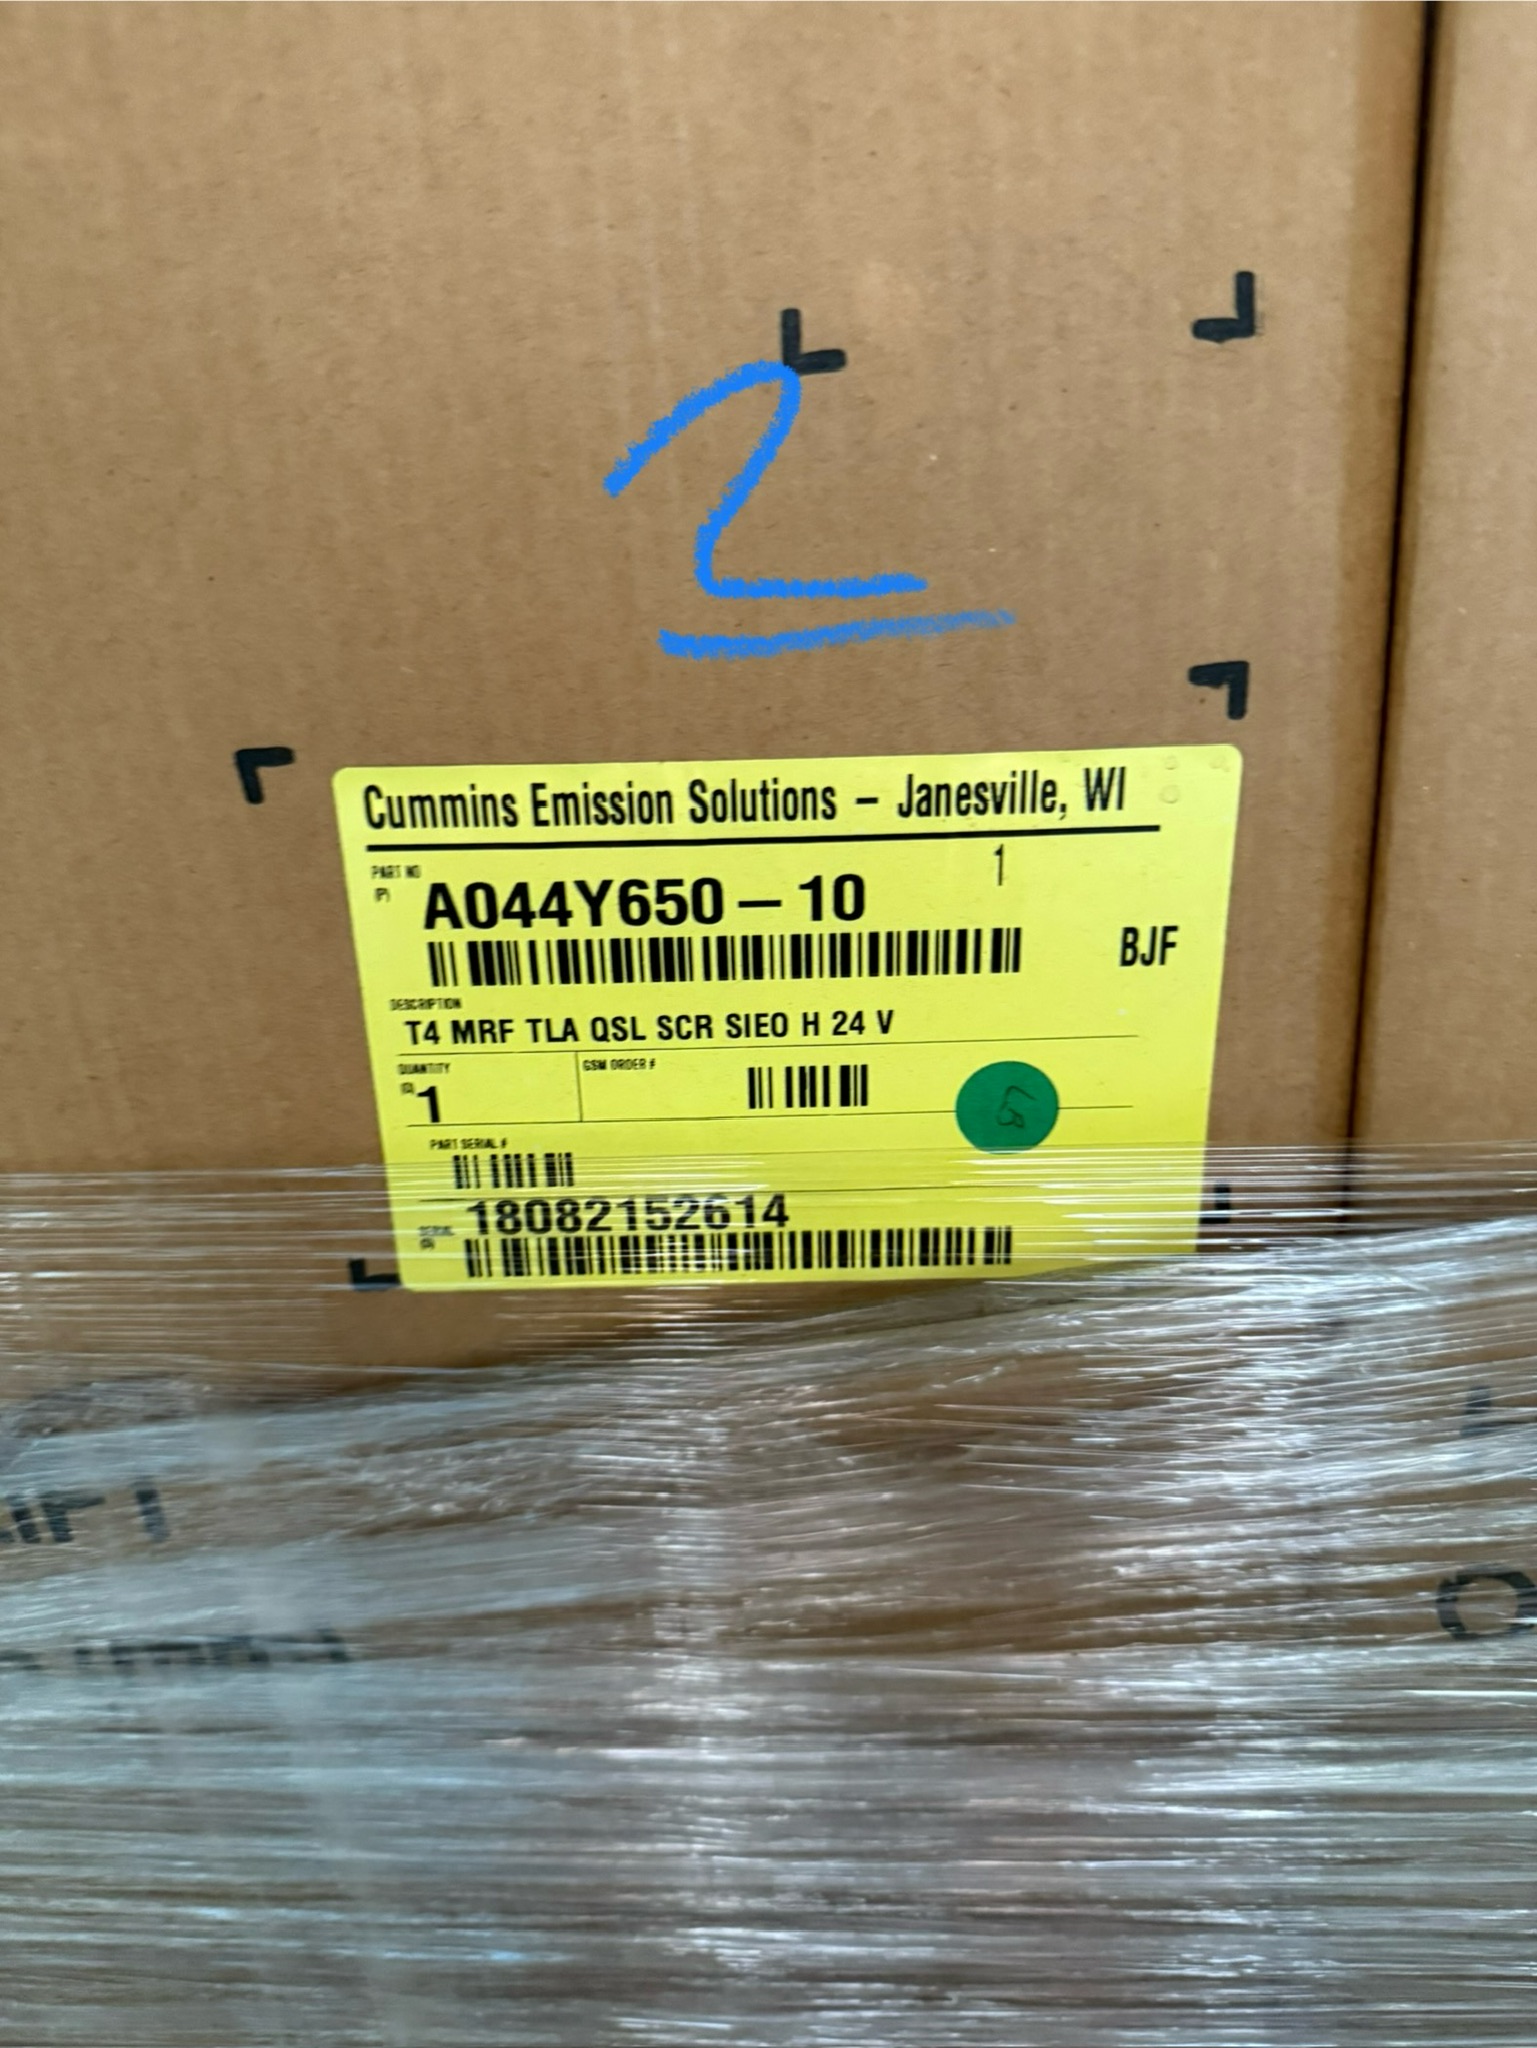 2
Cummins Emission Solutions – Janesville, WI
PART NO
(P)
A044Y650 – 10
1
BJF
DESCRIPTION
T4 MRF TLA QSL SCR SIEO H 24 V
QUANTITY
(Q)
1
GSM ORDER #
PART SERIAL #
18082152614
SERIAL